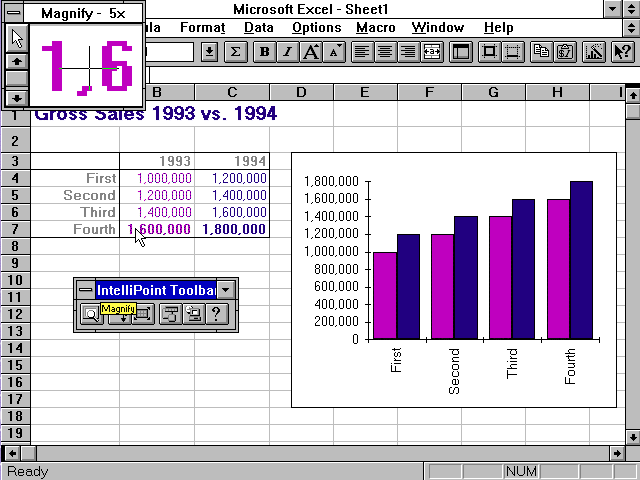 Magnify - 5x
1,6
Microsoft Excel - Sheet1
ula Format Data Options Macro Window Help
Σ B I A A
B C D E F G H I
1 Gross Sales 1993 vs. 1994
2
3 1993 1994
4 First 1,000,000 1,200,000
5 Second 1,200,000 1,400,000
6 Third 1,400,000 1,600,000
7 Fourth 1,600,000 1,800,000
8
9
10
11
12
13
14
15
16
17
18
19
1,800,000
1,600,000
1,400,000
1,200,000
1,000,000
800,000
600,000
400,000
200,000
0
First
Second
Third
Fourth
IntelliPoint Toolbar
Magnify
?
Ready
NUM